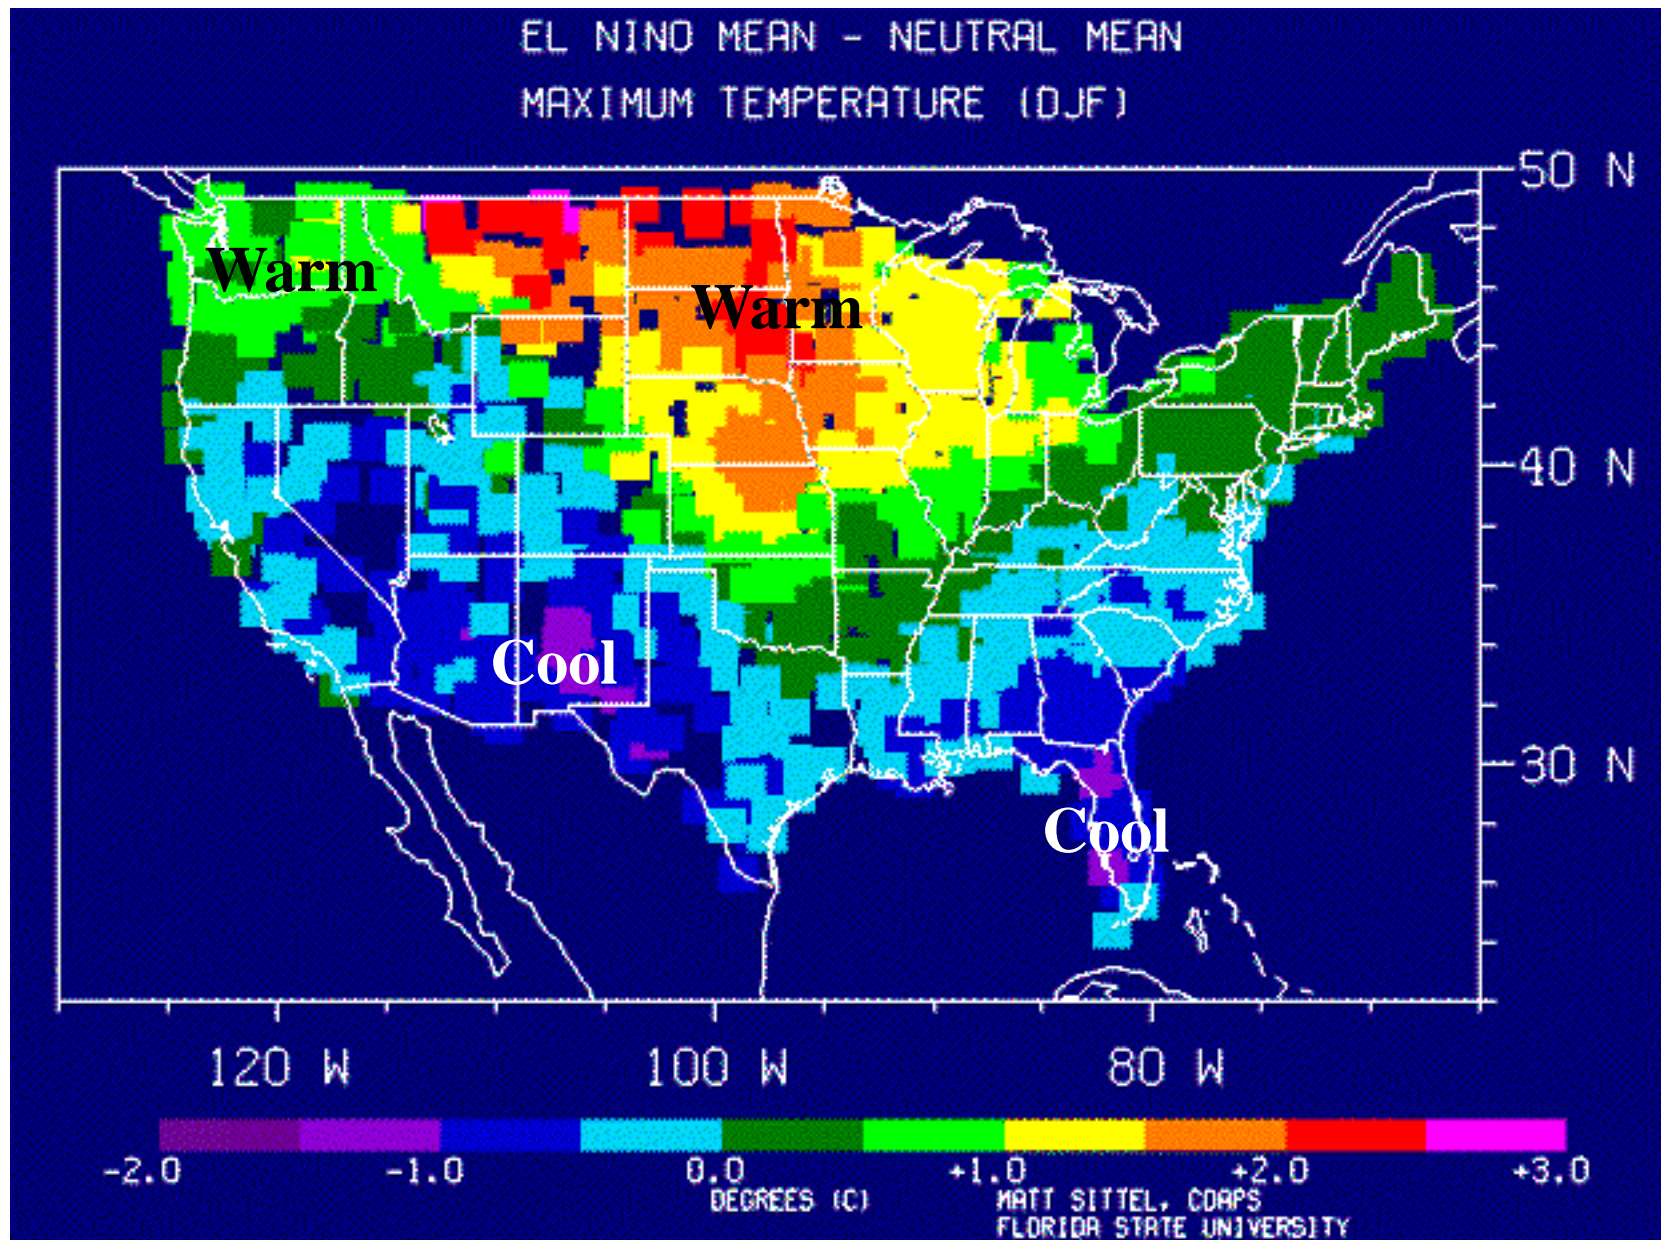 EL NINO MEAN - NEUTRAL MEAN
MAXIMUM TEMPERATURE (DJF)
50 N
Warm
Warm
40 N
Cool
30 N
Cool
120 W 100 W 80 W
-2.0 -1.0 0.0 +1.0 +2.0 +3.0
DEGREES (C) MATT SITTEL, COAPS
FLORIDA STATE UNIVERSITY